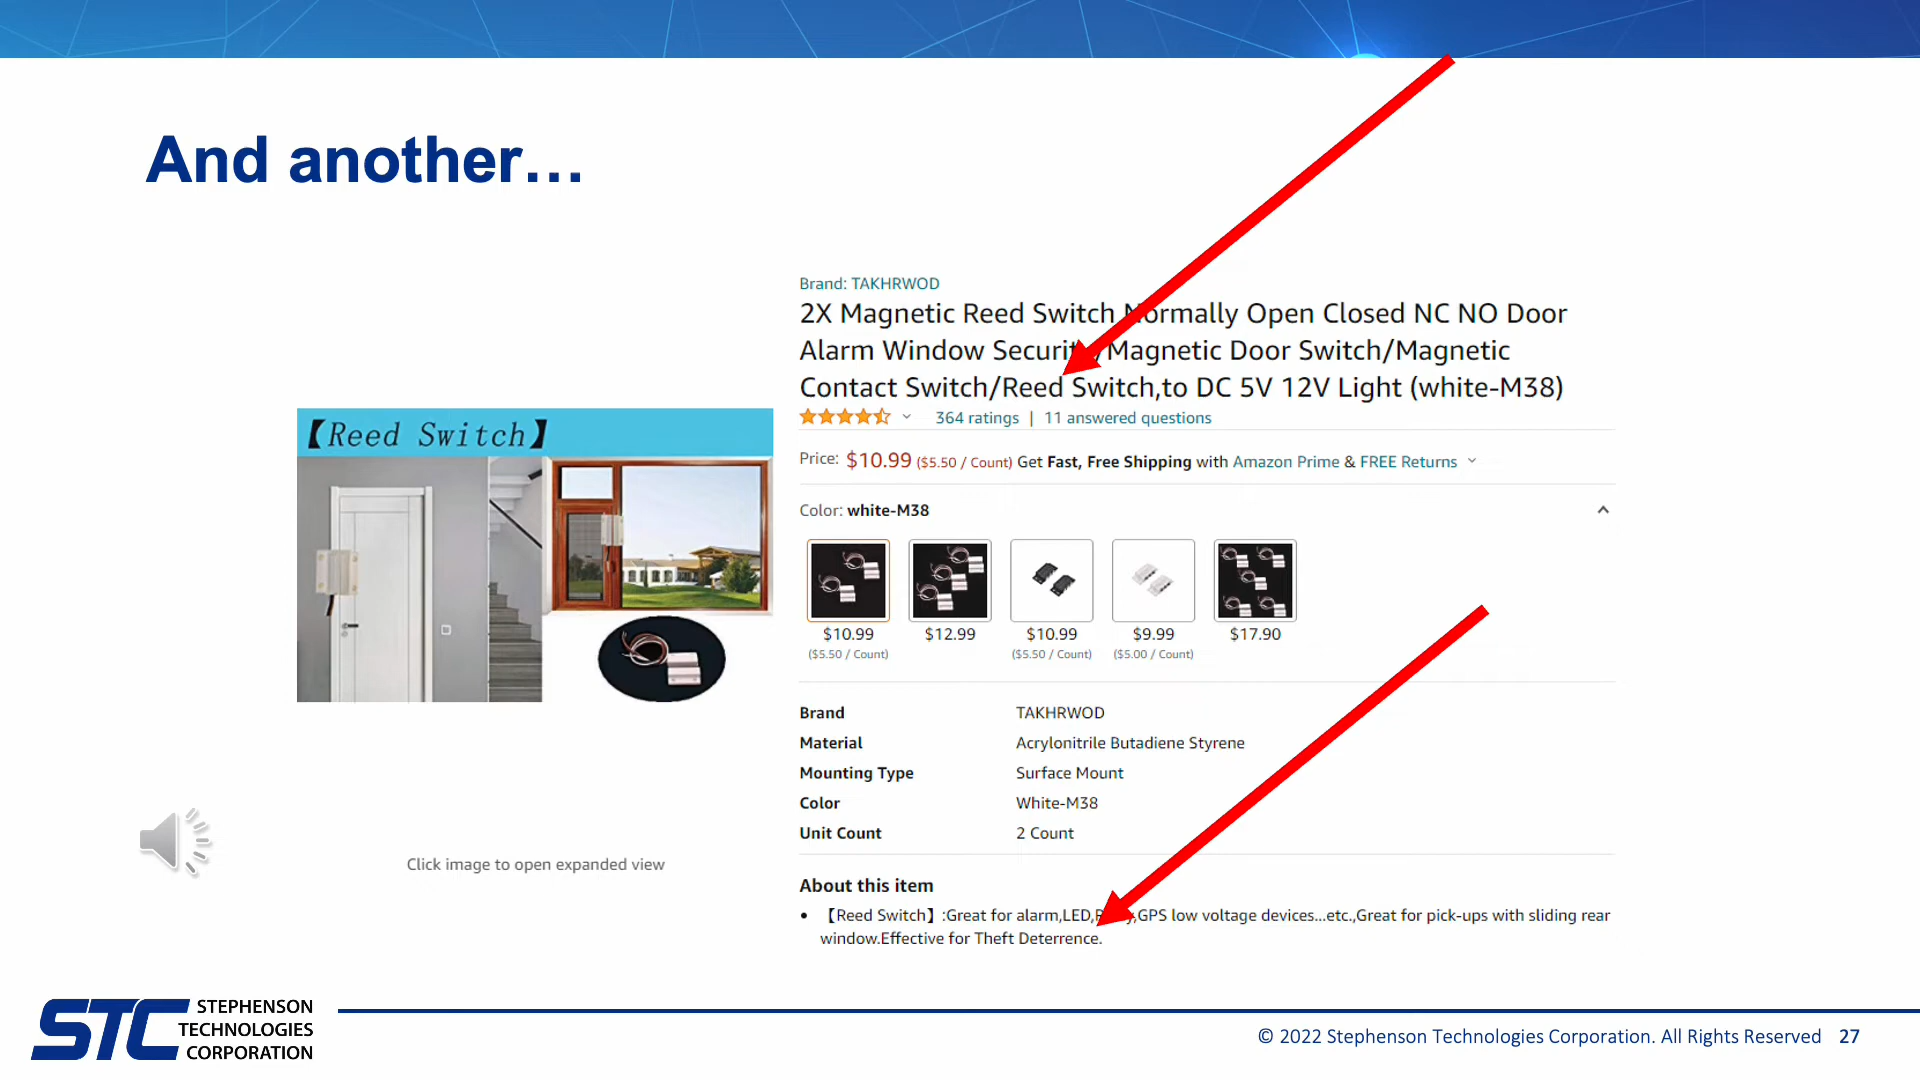 And another...
Brand: TAKHRWOD
2X Magnetic Reed Switch Normally Open Closed NC NO Door
Alarm Window Security/Magnetic Door Switch/Magnetic
Contact Switch/Reed Switch,to DC 5V 12V Light (white-M38)
364 ratings | 11 answered questions
Price: $10.99 ($5.50 / Count) Get Fast, Free Shipping with Amazon Prime & FREE Returns
Color: white-M38
$10.99 $12.99 $10.99 $9.99 $17.90
($5.50 / Count) ($5.50 / Count) ($5.00 / Count)
【Reed Switch】
Click image to open expanded view
Brand TAKHRWOD
Material Acrylonitrile Butadiene Styrene
Mounting Type Surface Mount
Color White-M38
Unit Count 2 Count
About this item
• 【Reed Switch】:Great for alarm,LED, ,GPS low voltage devices...etc.,Great for pick-ups with sliding rear
window.Effective for Theft Deterrence.
STC STEPHENSON
TECHNOLOGIES
CORPORATION
© 2022 Stephenson Technologies Corporation. All Rights Reserved 27